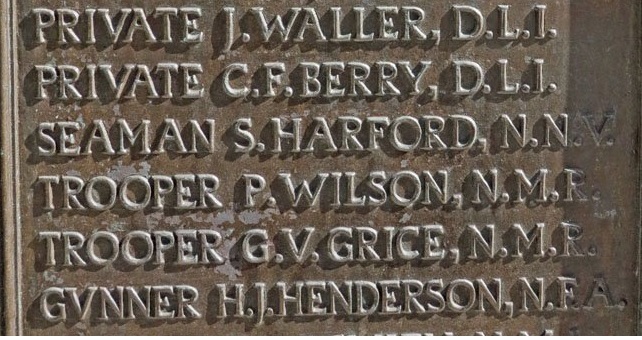 PRIVATE J. WALLER, D.L.I.
PRIVATE C.F. BERRY, D.L.I.
SEAMAN S. HARFORD, N.N.V.
TROOPER P. WILSON, N.M.R.
TROOPER G.V. GRICE, N.M.R.
GVNNER H.J. HENDERSON, N.F.A.